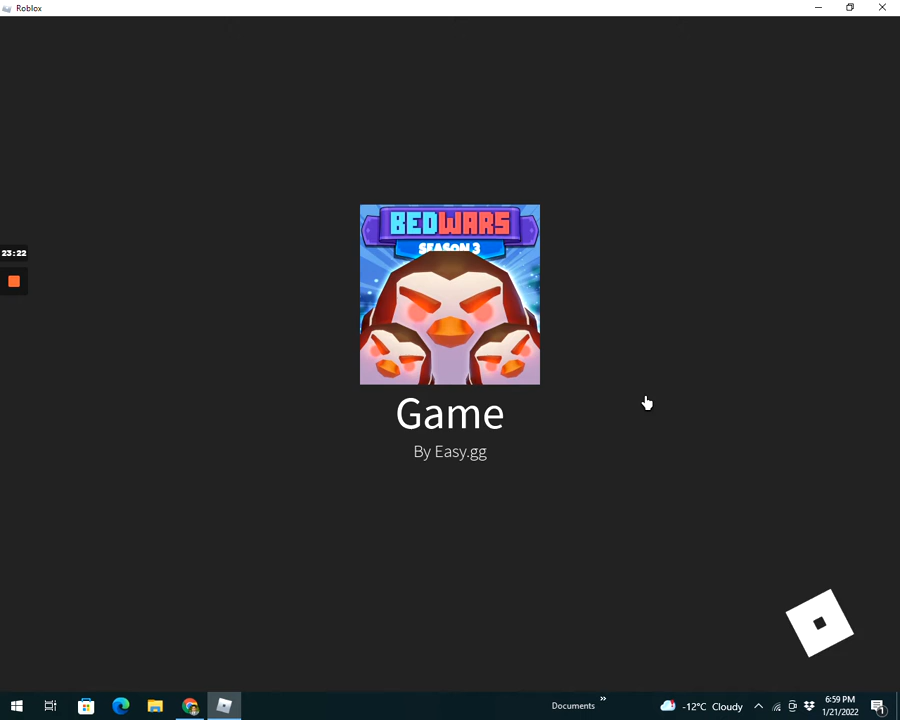 Roblox
BEDWARS
SEASON 3
23:22
Game
By Easy.gg
Documents
-12°C Cloudy
6:59 PM
1/21/2022
1